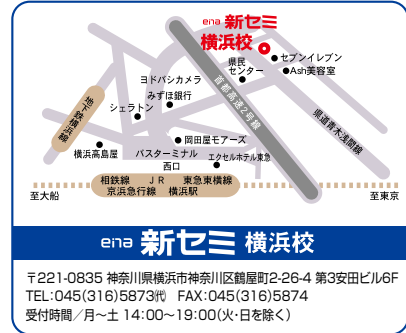 ena 新セミ
横浜校
セブンイレブン
Ash美容室
県民
センター
ヨドバシカメラ
みずほ銀行
シェラトン
首都高速2号線
地下鉄横浜線
県道青木浅間線
岡田屋モアーズ
横浜高島屋
バスターミナル
西口
エクセルホテル東急
相鉄線 JR 東急東横線
京浜急行線 横浜駅
至大船
至東京
ena 新セミ 横浜校
〒221-0835 神奈川県横浜市神奈川区鶴屋町2-26-4 第3安田ビル6F
TEL:045(316)5873㈹ FAX:045(316)5874
受付時間／月〜土 14:00〜19:00(火・日を除く)